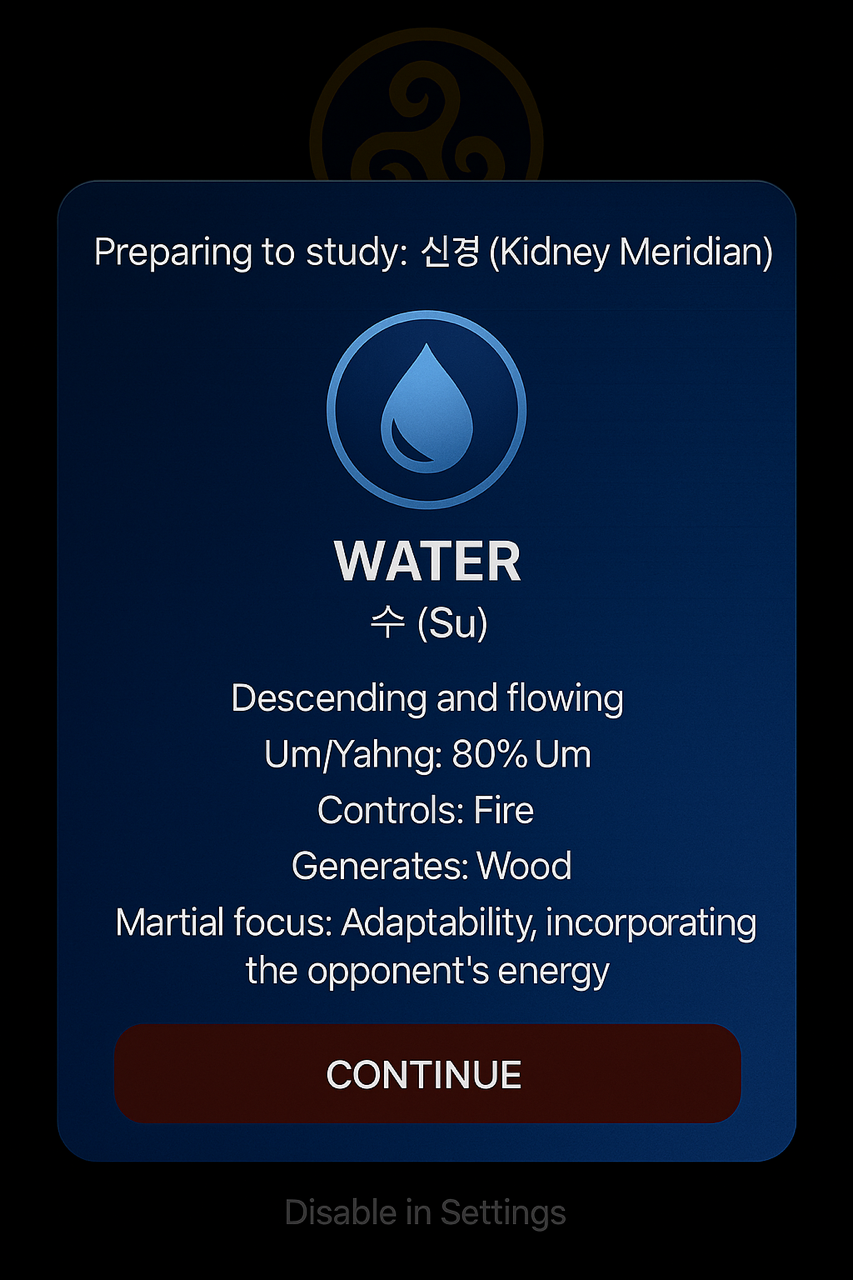 Preparing to study: 신경 (Kidney Meridian)
WATER
수 (Su)
Descending and flowing
Um/Yahng: 80% Um
Controls: Fire
Generates: Wood
Martial focus: Adaptability, incorporating
the opponent's energy
CONTINUE
Disable in Settings